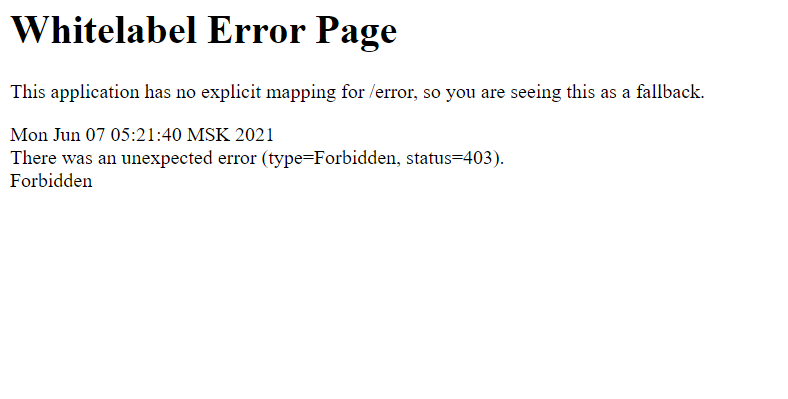 Whitelabel Error Page
This application has no explicit mapping for /error, so you are seeing this as a fallback.
Mon Jun 07 05:21:40 MSK 2021
There was an unexpected error (type=Forbidden, status=403).
Forbidden